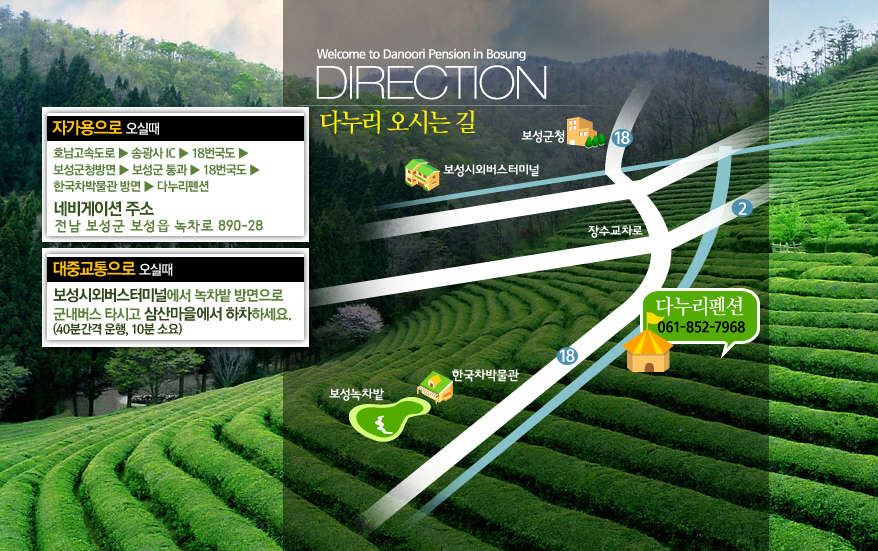 Welcome to Danoori Pension in Bosung
DIRECTION
다누리 오시는 길
자가용으로 오실때
호남고속도로 ▶ 송광사 IC ▶ 18번국도 ▶
보성군청방면 ▶ 보성군 통과 ▶ 18번국도 ▶
한국차박물관 방면 ▶ 다누리펜션
네비게이션 주소
전남 보성군 보성읍 녹차로 890-28
대중교통으로 오실때
보성시외버스터미널에서 녹차밭 방면으로
군내버스 타시고 삼산마을에서 하차하세요.
(40분간격 운행, 10분 소요)
보성군청
18
보성시외버스터미널
2
장수교차로
다누리펜션
061-852-7968
18
한국차박물관
보성녹차밭